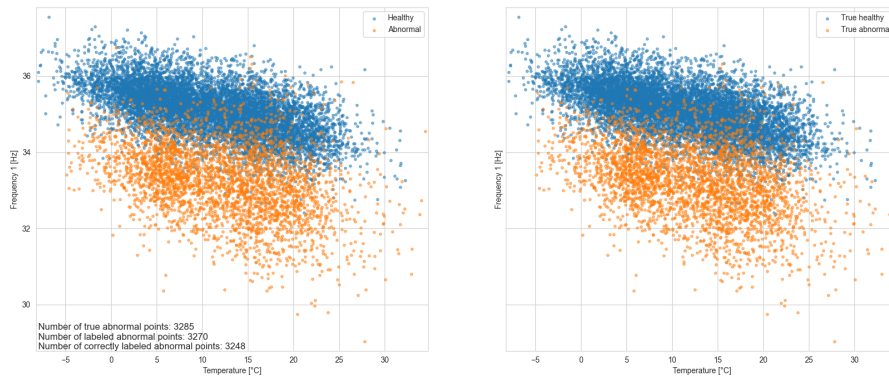 Healthy
Abnormal
36
34
32
30
Frequency 1 [Hz]
Number of true abnormal points: 3285
Number of labeled abnormal points: 3270
Number of correctly labeled abnormal points: 3248
−5 0 5 10 15 20 25 30
Temperature [°C]
True healthy
True abnormal
36
34
32
30
Frequency 1 [Hz]
−5 0 5 10 15 20 25 30
Temperature [°C]